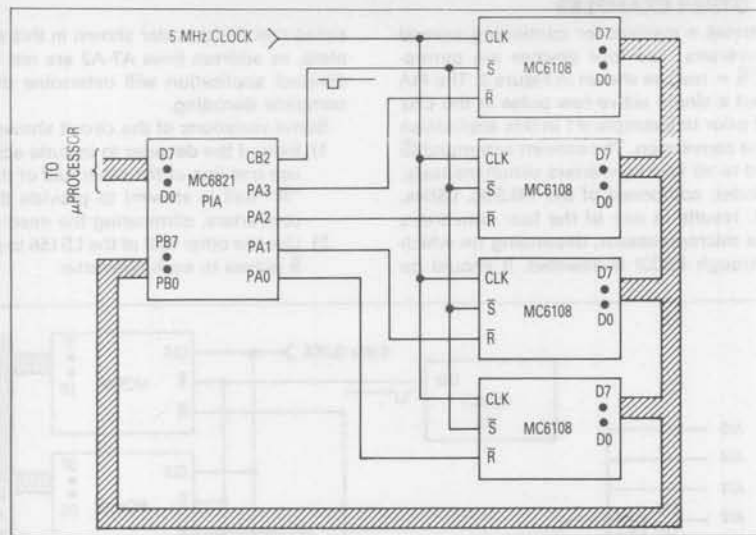 5 MHz CLOCK
CLK
D7
S̅
MC6108
D0
R̅
CLK
D7
S̅
MC6108
D0
R̅
CLK
D7
S̅
MC6108
D0
R̅
CLK
D7
S̅
MC6108
D0
R̅
TO
µPROCESSOR
D7
D0
PB7
PB0
MC6821
PIA
CB2
PA3
PA2
PA1
PA0